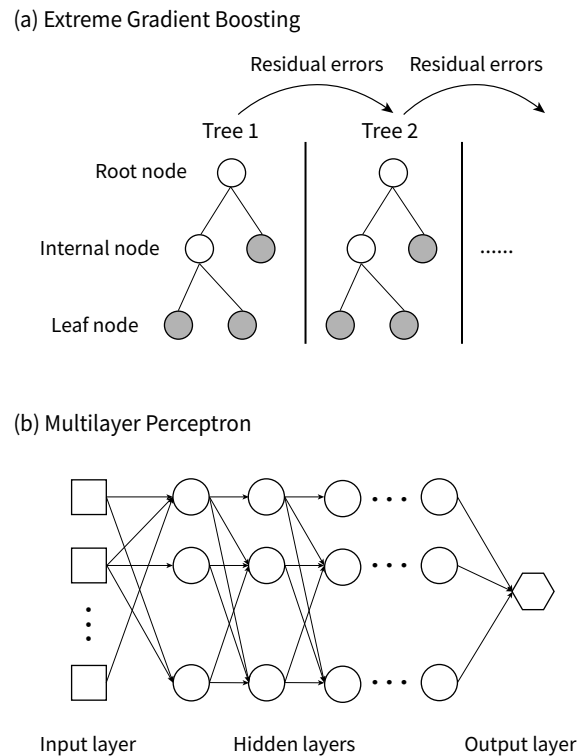 (a) Extreme Gradient Boosting
Residual errors Residual errors
Tree 1 Tree 2
Root node
Internal node
......
Leaf node
(b) Multilayer Perceptron
Input layer Hidden layers Output layer